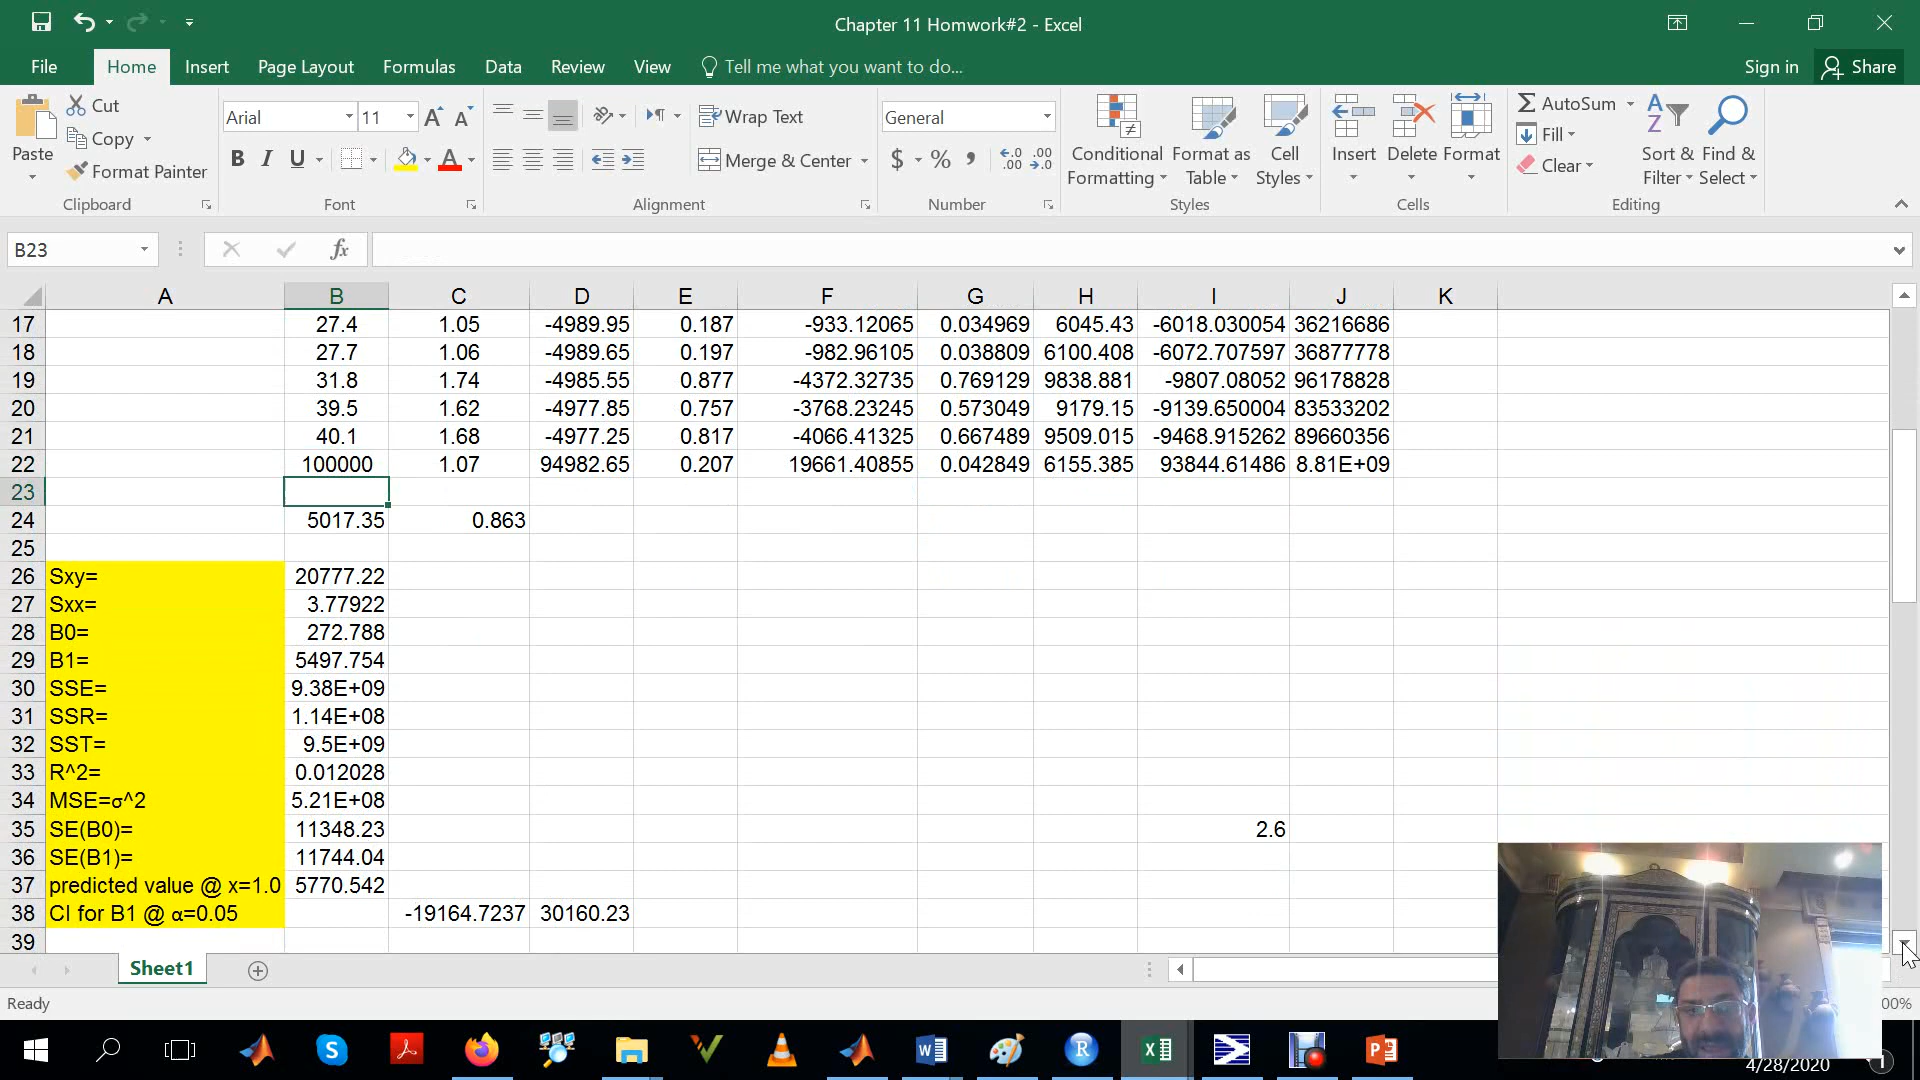 Chapter 11 Homwork#2 - Excel
File Home Insert Page Layout Formulas Data Review View Tell me what you want to do... Sign in Share
Cut
Copy
Format Painter
Paste
Clipboard
Arial 11
B I U A
Font
Wrap Text
Merge & Center
Alignment
General
$ % ,
Number
Conditional Formatting
Format as Table
Cell Styles
Styles
Insert Delete Format
Cells
AutoSum
Fill
Clear
Sort & Filter
Find & Select
Editing
B23 fx
A B C D E F G H I J K
17 27.4 1.05 -4989.95 0.187 -933.12065 0.034969 6045.43 -6018.030054 36216686
18 27.7 1.06 -4989.65 0.197 -982.96105 0.038809 6100.408 -6072.707597 36877778
19 31.8 1.74 -4985.55 0.877 -4372.32735 0.769129 9838.881 -9807.08052 96178828
20 39.5 1.62 -4977.85 0.757 -3768.23245 0.573049 9179.15 -9139.650004 83533202
21 40.1 1.68 -4977.25 0.817 -4066.41325 0.667489 9509.015 -9468.915262 89660356
22 100000 1.07 94982.65 0.207 19661.40855 0.042849 6155.385 93844.61486 8.81E+09
23
24 5017.35 0.863
25
26 Sxy= 20777.22
27 Sxx= 3.77922
28 B0= 272.788
29 B1= 5497.754
30 SSE= 9.38E+09
31 SSR= 1.14E+08
32 SST= 9.5E+09
33 R^2= 0.012028
34 MSE=σ^2 5.21E+08
35 SE(B0)= 11348.23 2.6
36 SE(B1)= 11744.04
37 predicted value @ x=1.0 5770.542
38 CI for B1 @ α=0.05 -19164.7237 30160.23
39
Sheet1
Ready
00%
4/28/2020